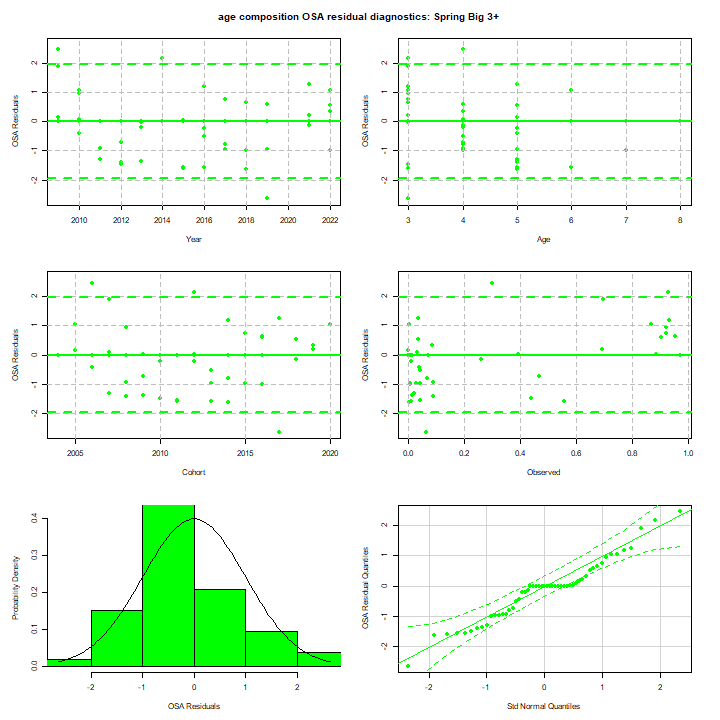 age composition OSA residual diagnostics: Spring Big 3+
OSA Residuals
2
1
0
-1
-2
2010 2012 2014 2016 2018 2020 2022
Year
OSA Residuals
2
1
0
-1
-2
3 4 5 6 7 8
Age
OSA Residuals
2
1
0
-1
-2
2005 2010 2015 2020
Cohort
OSA Residuals
2
1
0
-1
-2
0.0 0.2 0.4 0.6 0.8 1.0
Observed
Probability Density
0.4
0.3
0.2
0.1
0.0
-2 -1 0 1 2
OSA Residuals
OSA Residual Quantiles
2
1
0
-1
-2
-2 -1 0 1 2
Std Normal Quantiles